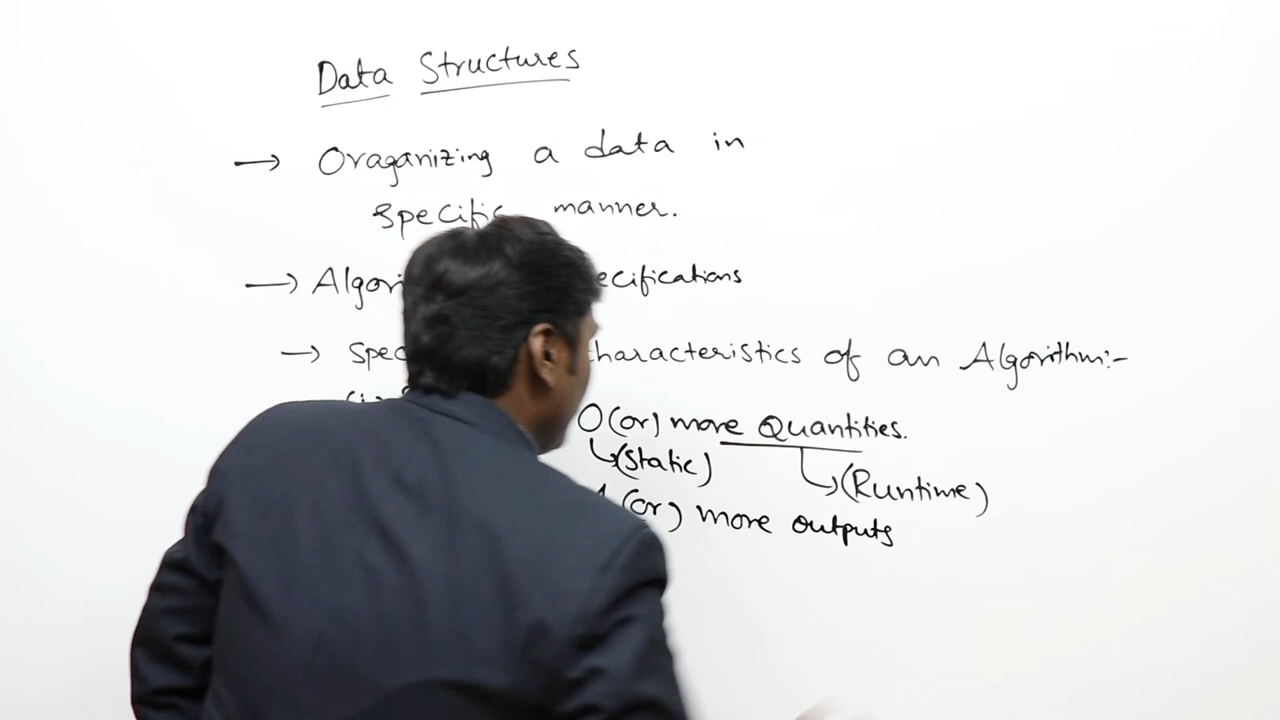 Data Structures
→ Oraganizing a data in
specific manner.
→ Algori ecifications
→ spec haracteristics of an Algorithm:-
0 (or) more Quantities.
(static)
(Runtime)
(or) more outputs